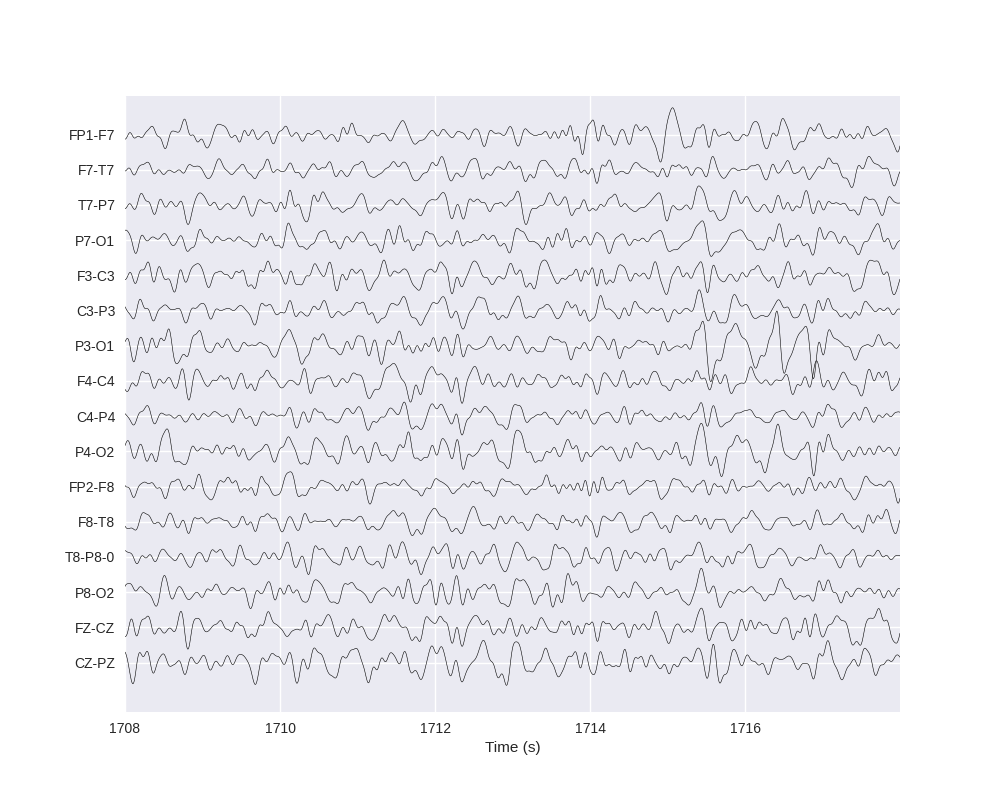 FP1-F7
F7-T7
T7-P7
P7-O1
F3-C3
C3-P3
P3-O1
F4-C4
C4-P4
P4-O2
FP2-F8
F8-T8
T8-P8-0
P8-O2
FZ-CZ
CZ-PZ
1708 1710 1712 1714 1716
Time (s)